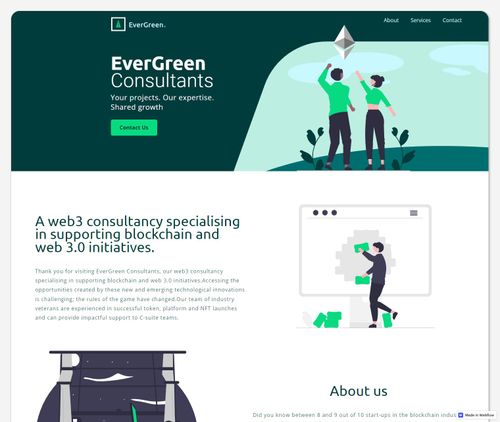 EverGreen.
About Services Contact
EverGreen
Consultants
Your projects. Our expertise.
Shared growth
Contact Us
A web3 consultancy specialising
in supporting blockchain and
web 3.0 initiatives.
Thank you for visiting EverGreen Consultants, our web3 consultancy
specialising in supporting blockchain and web 3.0 initiatives.Accessing the
opportunities created by these new and emerging technological innovations
is challenging; the rules of the game have changed.Our team of industry
veterans are experienced in successful token, platform and NFT launches
and can provide impactful support to C-suite teams.
About us
Did you know between 8 and 9 out of 10 start-ups in the blockchain indus
Made in Webflow